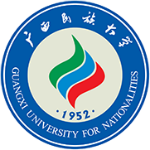 广西民族大学
·1952·
GUANGXI UNIVERSITY FOR NATIONALITIES